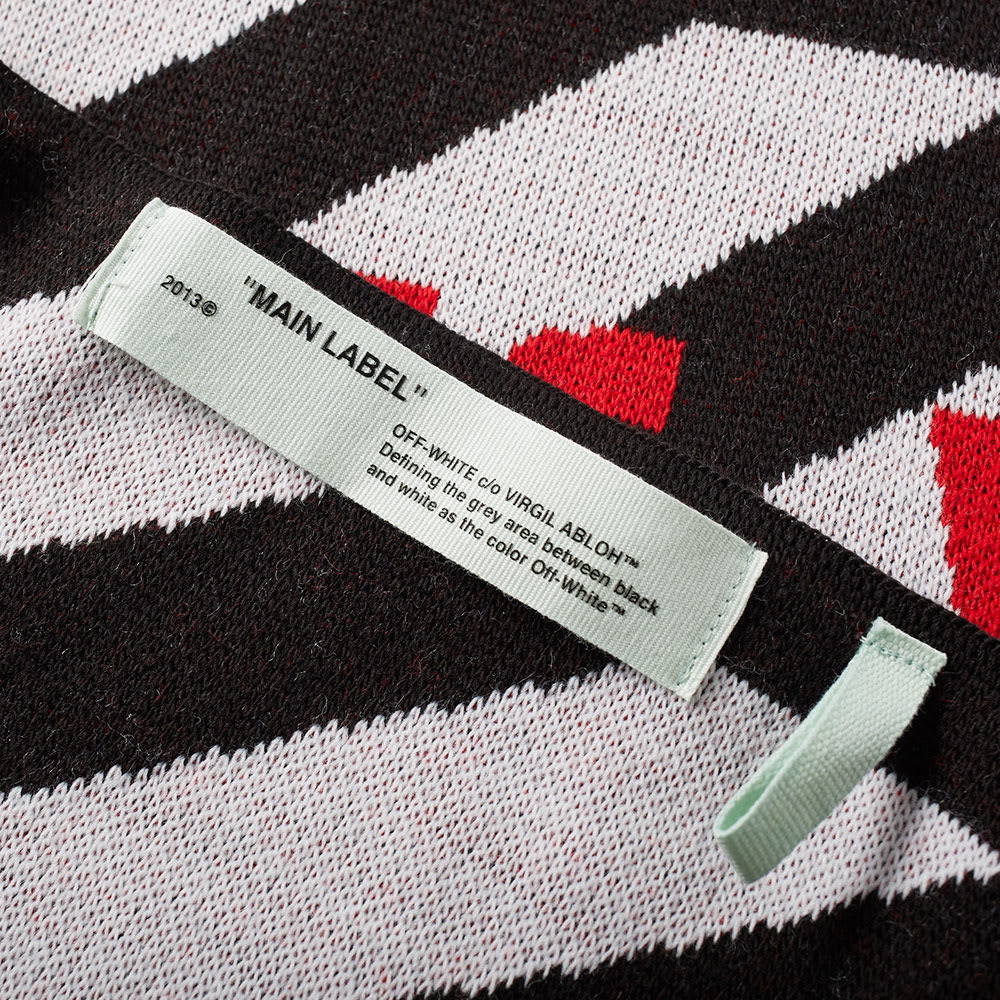 2013© "MAIN LABEL"
OFF-WHITE c/o VIRGIL ABLOH™
Defining the grey area between black
and white as the color Off-White™